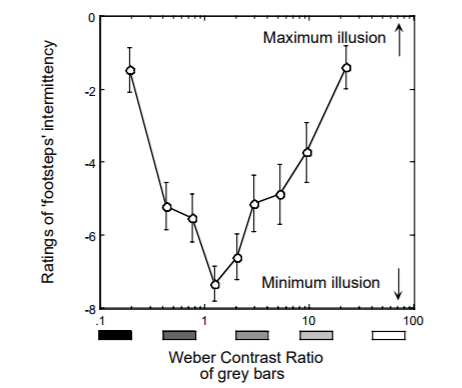 0
Maximum illusion
-2
-4
-6
Minimum illusion
-8
.1
1
10
100
Ratings of 'footsteps' intermittency
Weber Contrast Ratio
of grey bars